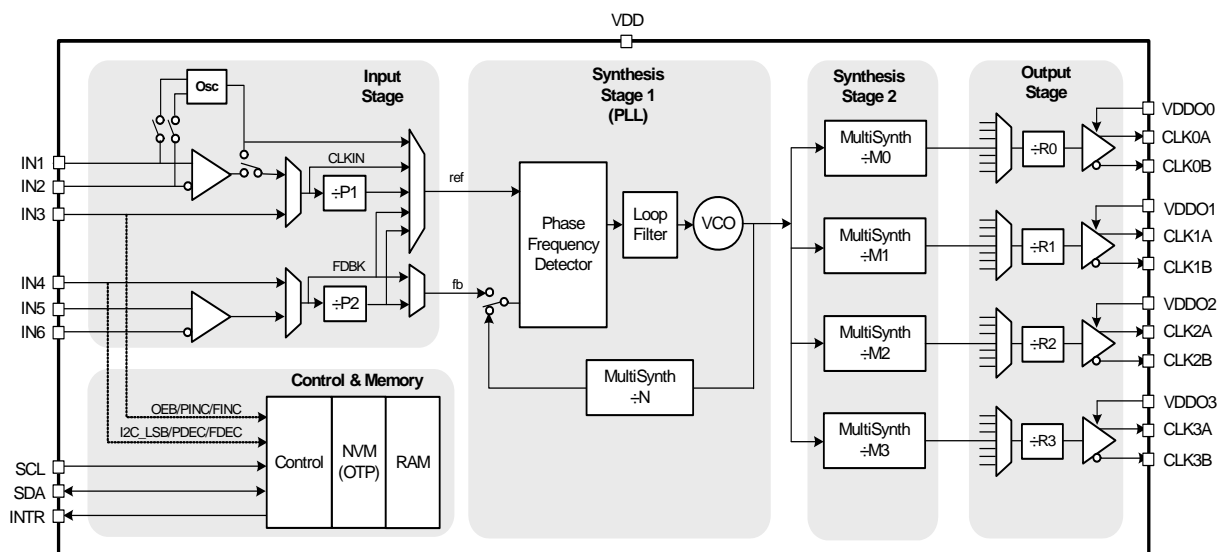 VDD
Input
Stage
Osc
IN1
IN2
IN3
CLKIN
÷P1
ref
IN4
IN5
IN6
FDBK
÷P2
fb
Synthesis
Stage 1
(PLL)
Phase
Frequency
Detector
Loop
Filter
VCO
MultiSynth
÷N
Synthesis
Stage 2
MultiSynth
÷M0
MultiSynth
÷M1
MultiSynth
÷M2
MultiSynth
÷M3
Output
Stage
÷R0
÷R1
÷R2
÷R3
VDDO0
CLK0A
CLK0B
VDDO1
CLK1A
CLK1B
VDDO2
CLK2A
CLK2B
VDDO3
CLK3A
CLK3B
Control & Memory
OEB/PINC/FINC
I2C_LSB/PDEC/FDEC
SCL
SDA
INTR
Control
NVM
(OTP)
RAM